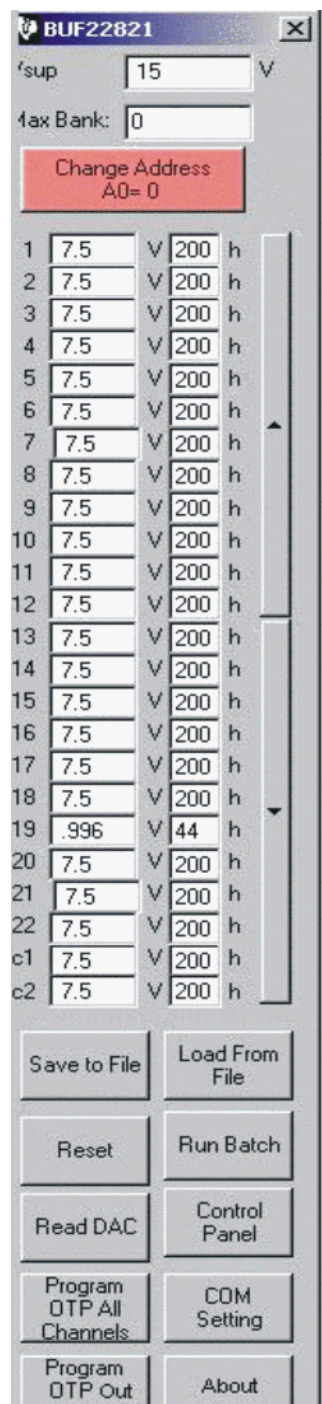 BUF22821
Vsup 15 V
Max Bank: 0
Change Address
A0= 0
1 7.5 V 200 h
2 7.5 V 200 h
3 7.5 V 200 h
4 7.5 V 200 h
5 7.5 V 200 h
6 7.5 V 200 h
7 7.5 V 200 h
8 7.5 V 200 h
9 7.5 V 200 h
10 7.5 V 200 h
11 7.5 V 200 h
12 7.5 V 200 h
13 7.5 V 200 h
14 7.5 V 200 h
15 7.5 V 200 h
16 7.5 V 200 h
17 7.5 V 200 h
18 7.5 V 200 h
19 .996 V 44 h
20 7.5 V 200 h
21 7.5 V 200 h
22 7.5 V 200 h
c1 7.5 V 200 h
c2 7.5 V 200 h
Save to File
Load From
File
Reset
Run Batch
Read DAC
Control
Panel
Program
OTP All
Channels
COM
Setting
Program
OTP Out
About